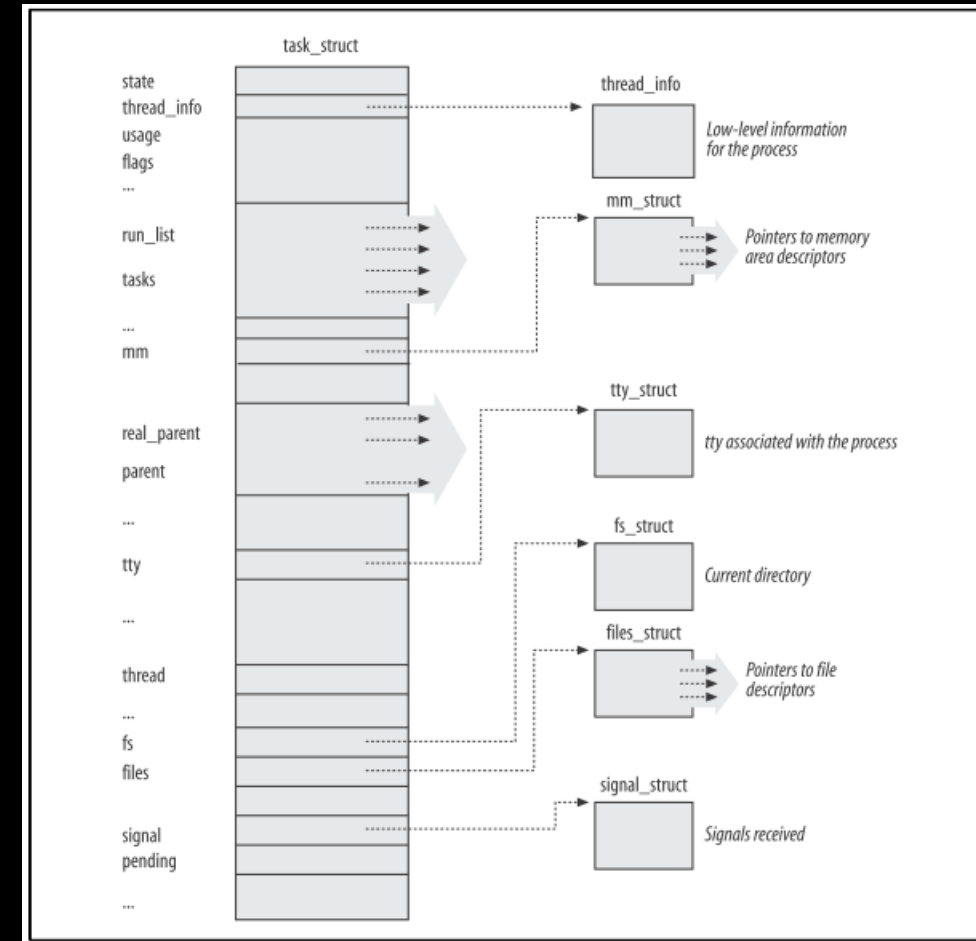 task_struct
state
thread_info
usage
flags
...
run_list
tasks
...
mm
real_parent
parent
...
tty
...
thread
...
fs
files
signal
pending
...
thread_info
Low-level information
for the process
mm_struct
Pointers to memory
area descriptors
tty_struct
tty associated with the process
fs_struct
Current directory
files_struct
Pointers to file
descriptors
signal_struct
Signals received